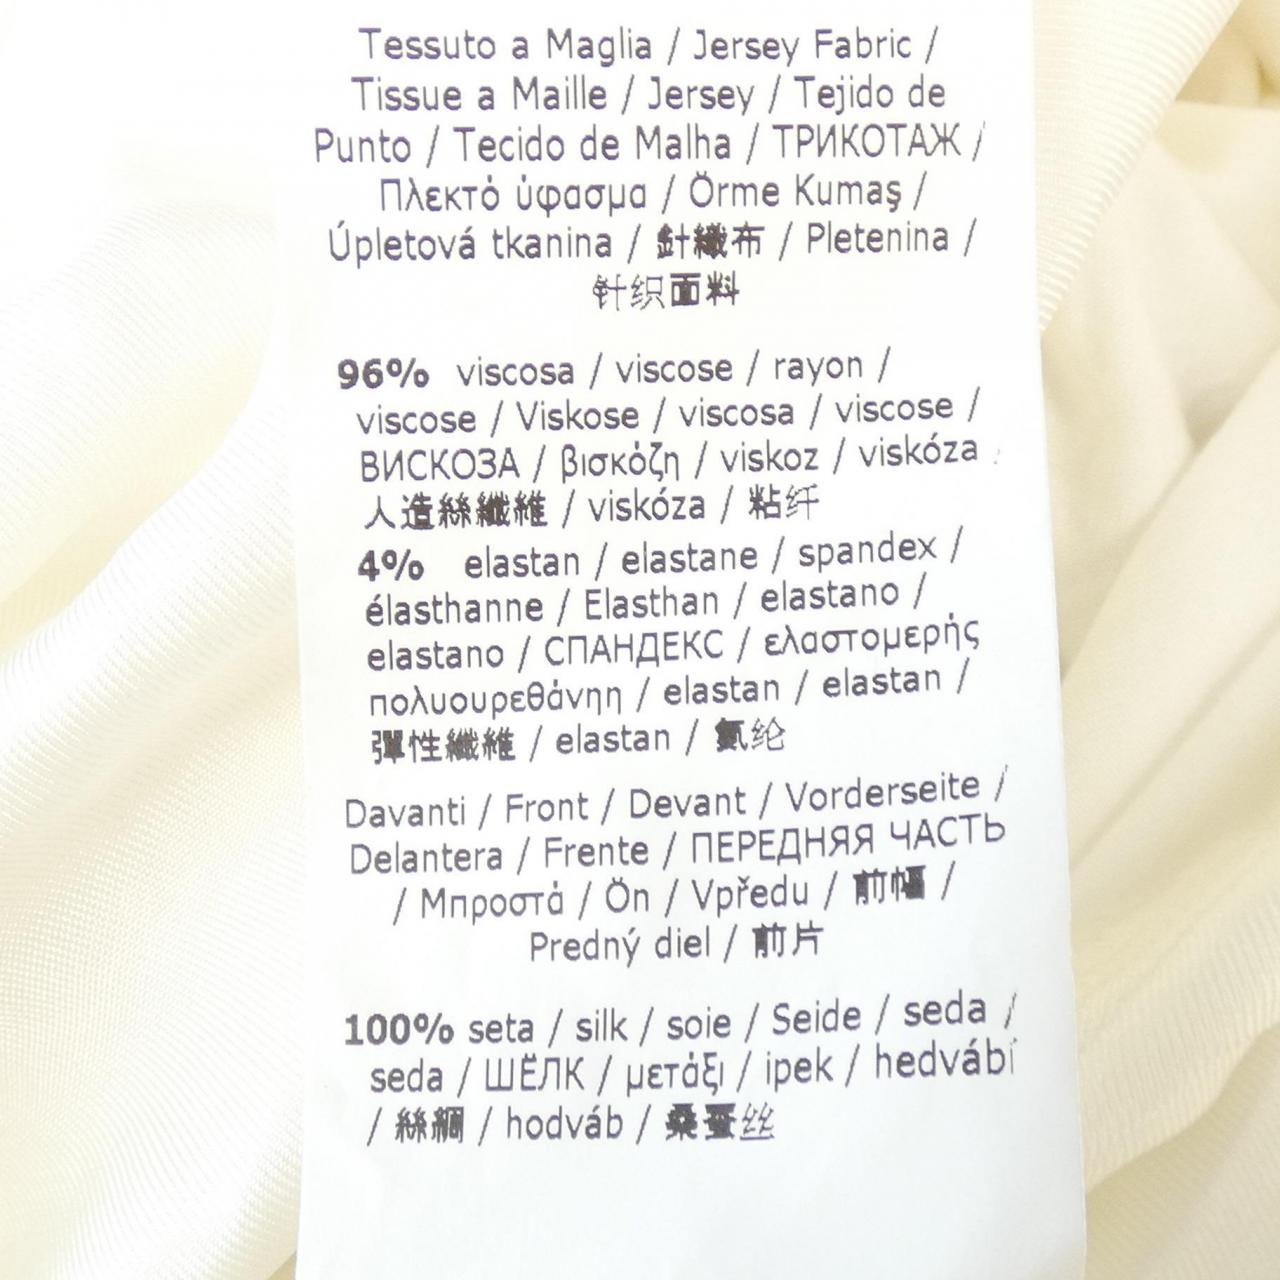 Tessuto a Maglia / Jersey Fabric /
Tissue a Maille / Jersey / Tejido de
Punto / Tecido de Malha / ТРИКОТАЖ /
Πλεκτό ύφασμα / Örme Kumaş /
Úpletová tkanina / 針織布 / Pletenina /
针织面料
96% viscosa / viscose / rayon /
viscose / Viskose / viscosa / viscose /
ВИСКОЗА / βισκόζη / viskoz / viskóza /
人造絲纖維 / viskóza / 粘纤
4% elastan / elastane / spandex /
élasthanne / Elasthan / elastano /
elastano / СПАНДЕКС / ελαστομερής
πολυουρεθάνηη / elastan / elastan /
彈性纖維 / elastan / 氨纶
Davanti / Front / Devant / Vorderseite /
Delantera / Frente / ПЕРЕДНЯЯ ЧАСТЬ
/ Μπροστά / Ön / Vpředu / 前幅 /
Predný diel / 前片
100% seta / silk / soie / Seide / seda /
seda / ШЁЛК / μετάξι / ipek / hedvábí
/ 絲綢 / hodváb / 桑蚕丝